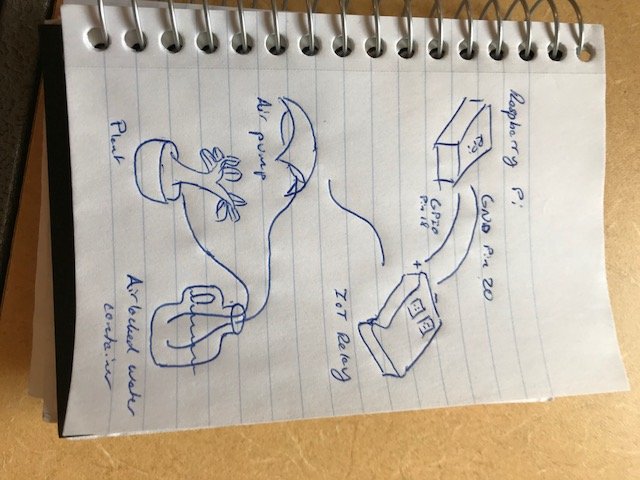 Raspberry Pi
Pi
GND Pin 20
GPIO
Pin 18
+
-
IoT Relay
Air pump
Plant
Airlocked water
container